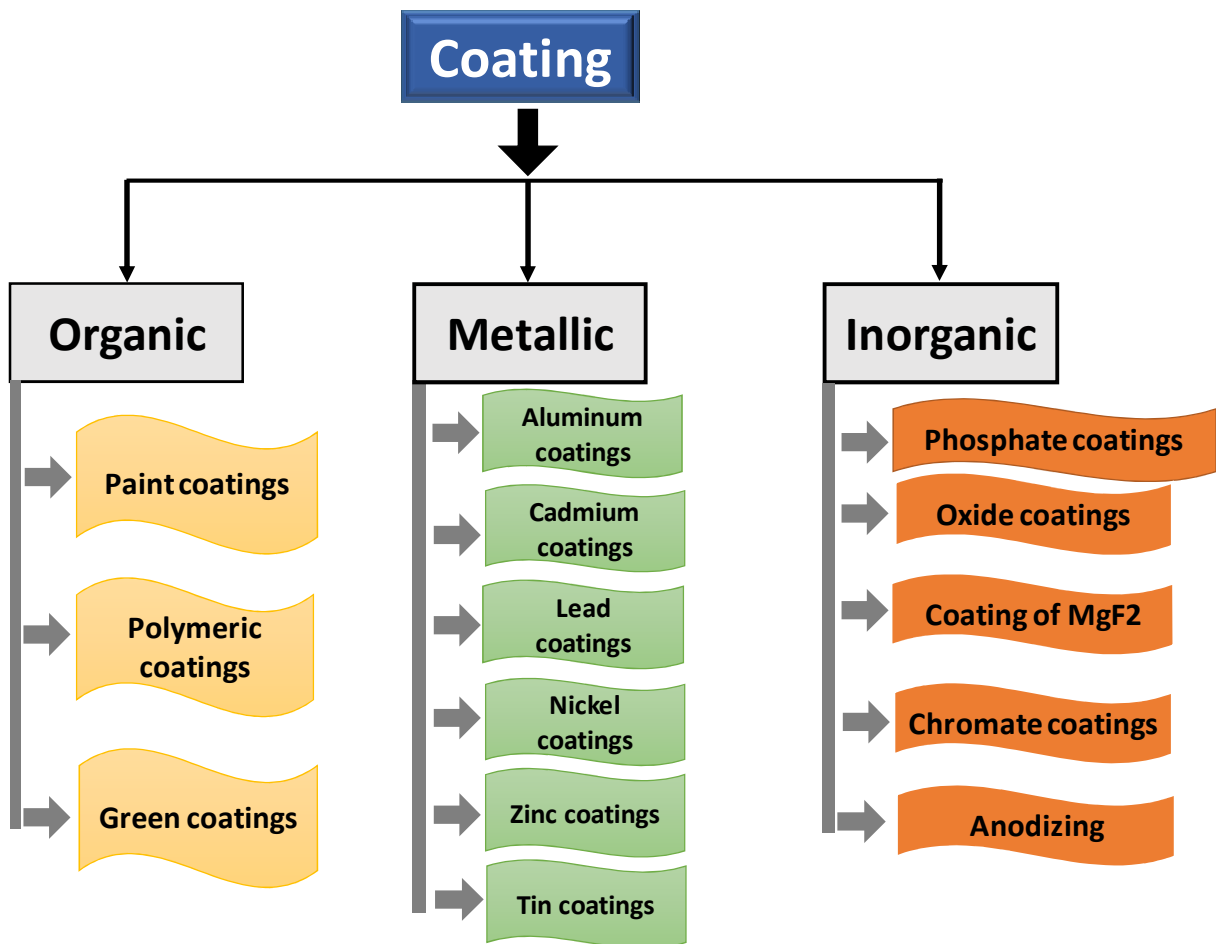 Coating
Organic
Metallic
Inorganic
Paint coatings
Polymeric
coatings
Green coatings
Aluminum
coatings
Cadmium
coatings
Lead
coatings
Nickel
coatings
Zinc coatings
Tin coatings
Phosphate coatings
Oxide coatings
Coating of MgF2
Chromate coatings
Anodizing